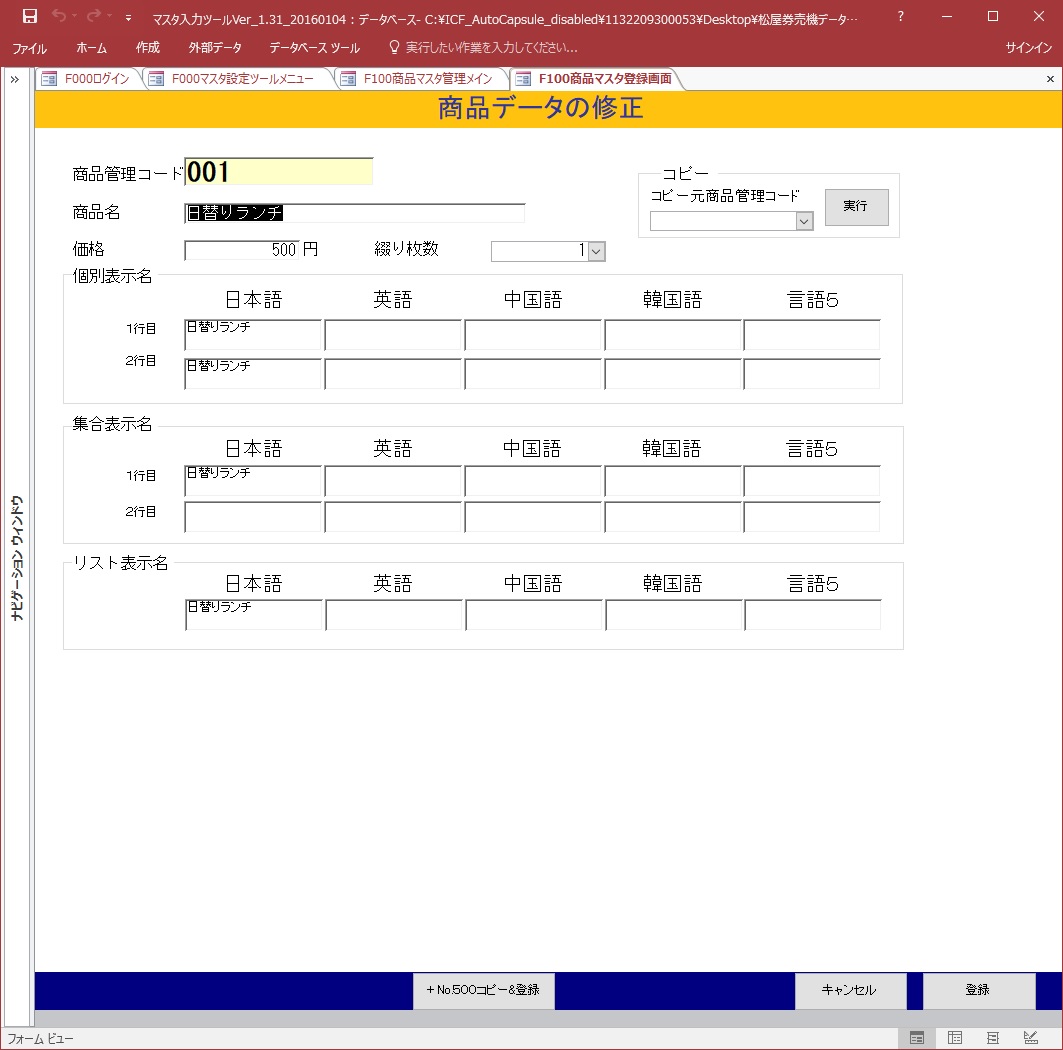 マスタ入力ツールVer_1.31_20160104 : データベース- C:¥ICF_AutoCapsule_disabled¥1132209300053¥Desktop¥松屋券売機データ…
?
ファイル ホーム 作成 外部データ データベース ツール 実行したい作業を入力してください... サインイン
F000ログイン F000マスタ設定ツールメニュー F100商品マスタ管理メイン F100商品マスタ登録画面
商品データの修正
商品管理コード 001
コピー
コピー元商品管理コード
実行
商品名 日替りランチ
価格 500 円 綴り枚数 1
個別表示名
日本語 英語 中国語 韓国語 言語5
1行目 日替りランチ
2行目 日替りランチ
集合表示名
日本語 英語 中国語 韓国語 言語5
1行目 日替りランチ
2行目
リスト表示名
日本語 英語 中国語 韓国語 言語5
日替りランチ
ナビゲーション ウィンドウ
+No.500コピー&登録 キャンセル 登録
フォーム ビュー